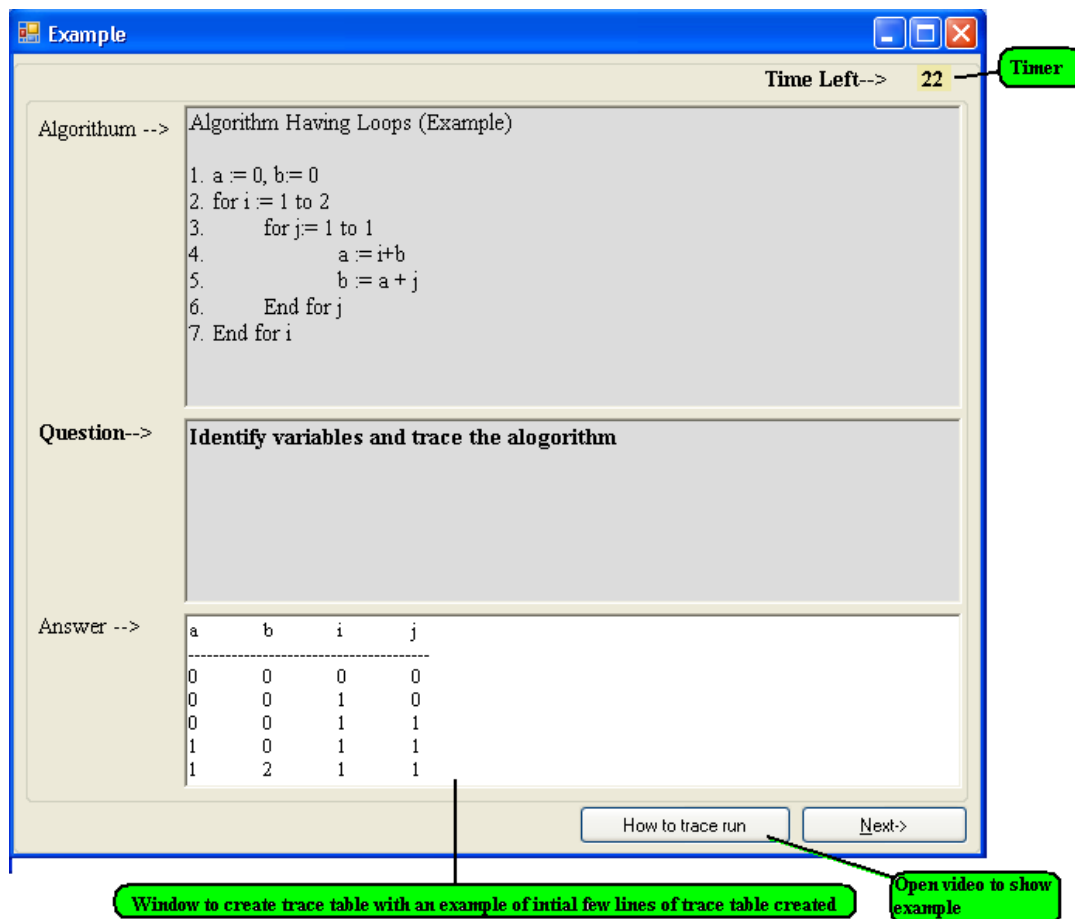 Example
Time Left--> 22
Timer
Algorithum -->
Algorithm Having Loops (Example)
1. a := 0, b:= 0
2. for i := 1 to 2
3. for j:= 1 to 1
4. a := i+b
5. b := a + j
6. End for j
7. End for i
Question-->
Identify variables and trace the alogorithm
Answer -->
a b i j
---------------------------------------
0 0 0 0
0 0 1 0
0 0 1 1
1 0 1 1
1 2 1 1
How to trace run
Next->
Window to create trace table with an example of intial few lines of trace table created
Open video to show
example